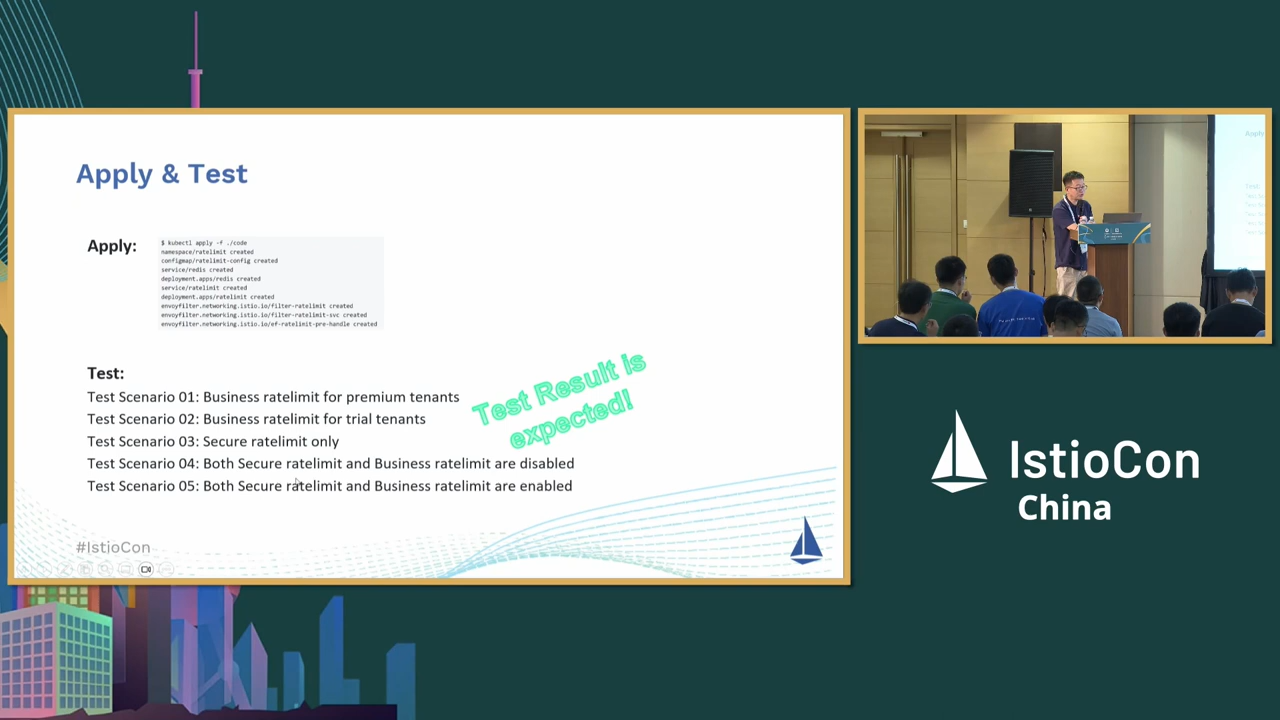 Apply & Test
Apply:
$ kubectl apply -f ./code
namespace/ratelimit created
configmap/ratelimit-config created
service/redis created
deployment.apps/redis created
service/ratelimit created
deployment.apps/ratelimit created
envoyfilter.networking.istio.io/filter-ratelimit created
envoyfilter.networking.istio.io/filter-ratelimit-svc created
envoyfilter.networking.istio.io/ef-ratelimit-pre-handle created
Test:
Test Scenario 01: Business ratelimit for premium tenants
Test Scenario 02: Business ratelimit for trial tenants
Test Scenario 03: Secure ratelimit only
Test Scenario 04: Both Secure ratelimit and Business ratelimit are disabled
Test Scenario 05: Both Secure ratelimit and Business ratelimit are enabled
Test Result is
expected!
#IstioCon
IstioCon
China